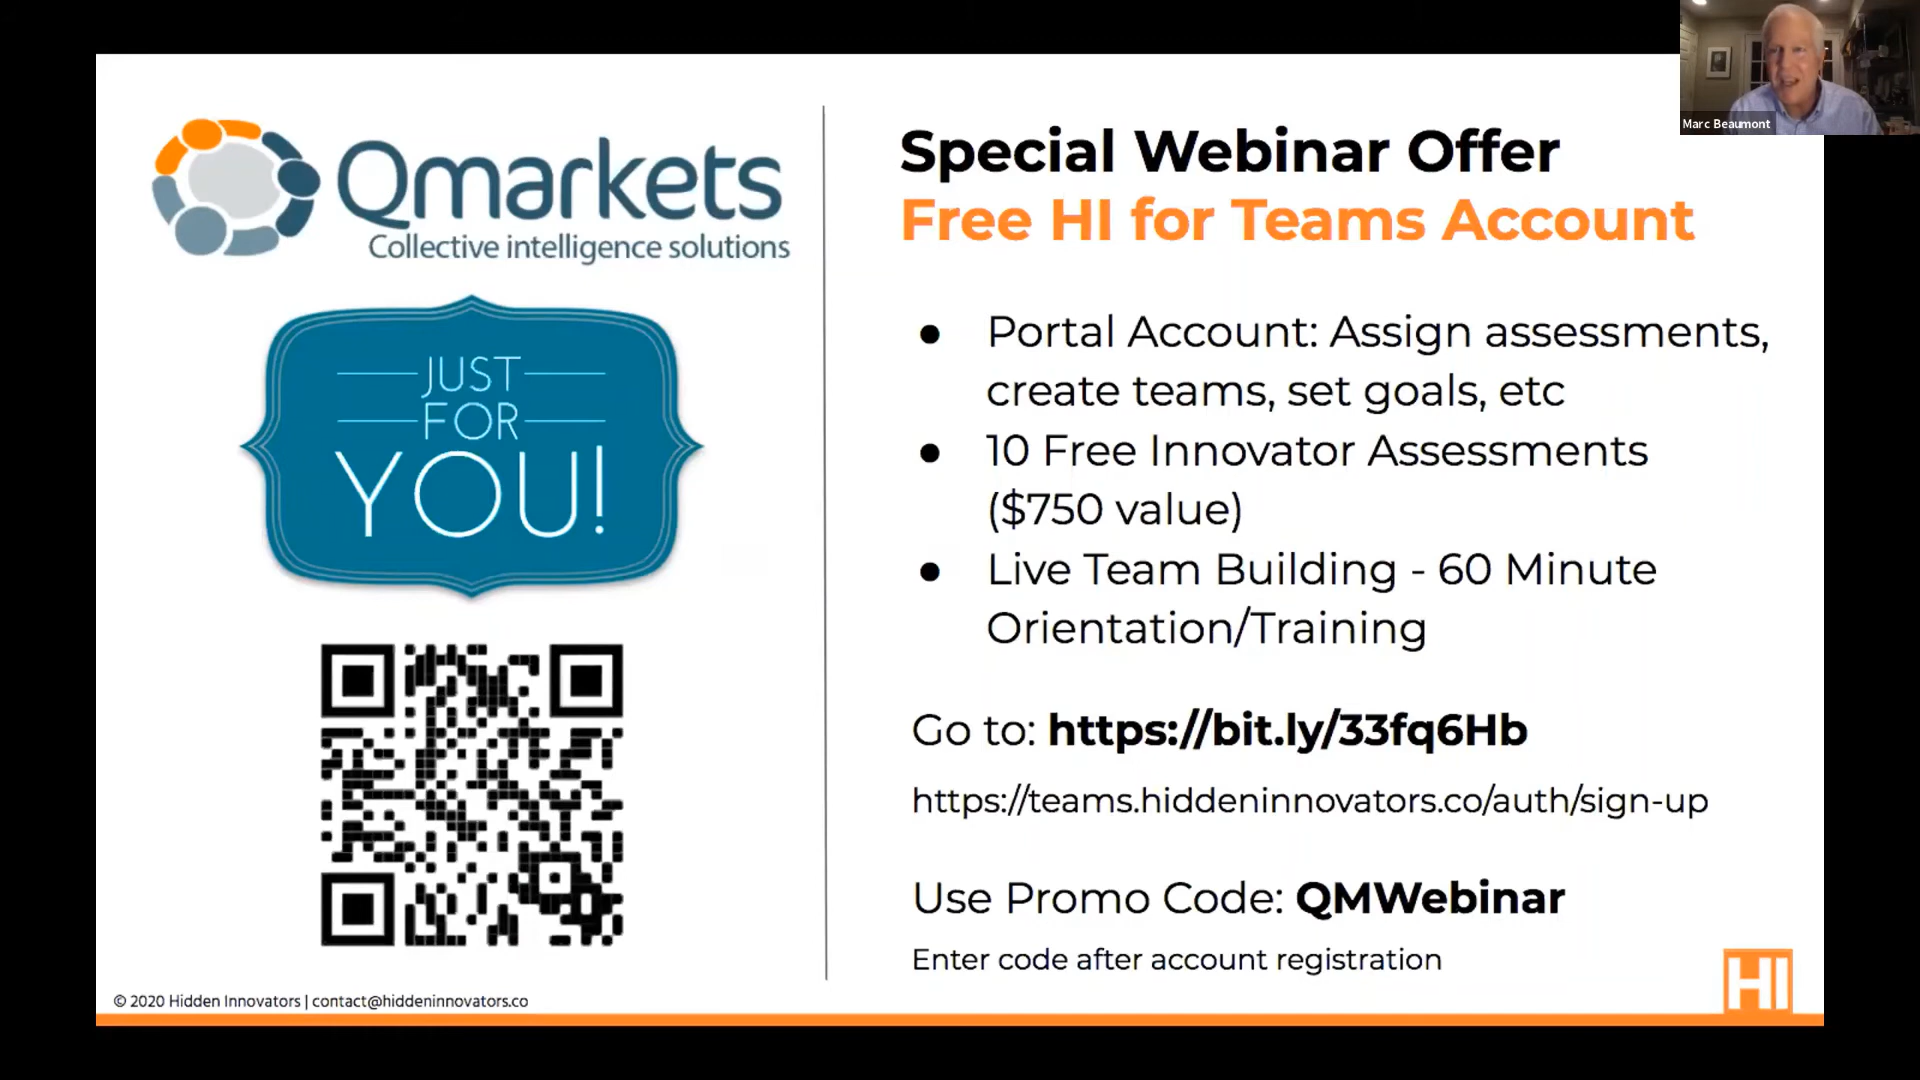 Marc Beaumont
Qmarkets
Collective intelligence solutions
JUST
FOR
YOU!
© 2020 Hidden Innovators | contact@hiddeninnovators.co
Special Webinar Offer
Free HI for Teams Account
● Portal Account: Assign assessments,
create teams, set goals, etc
● 10 Free Innovator Assessments
($750 value)
● Live Team Building - 60 Minute
Orientation/Training
Go to: https://bit.ly/33fq6Hb
https://teams.hiddeninnovators.co/auth/sign-up
Use Promo Code: QMWebinar
Enter code after account registration
HI